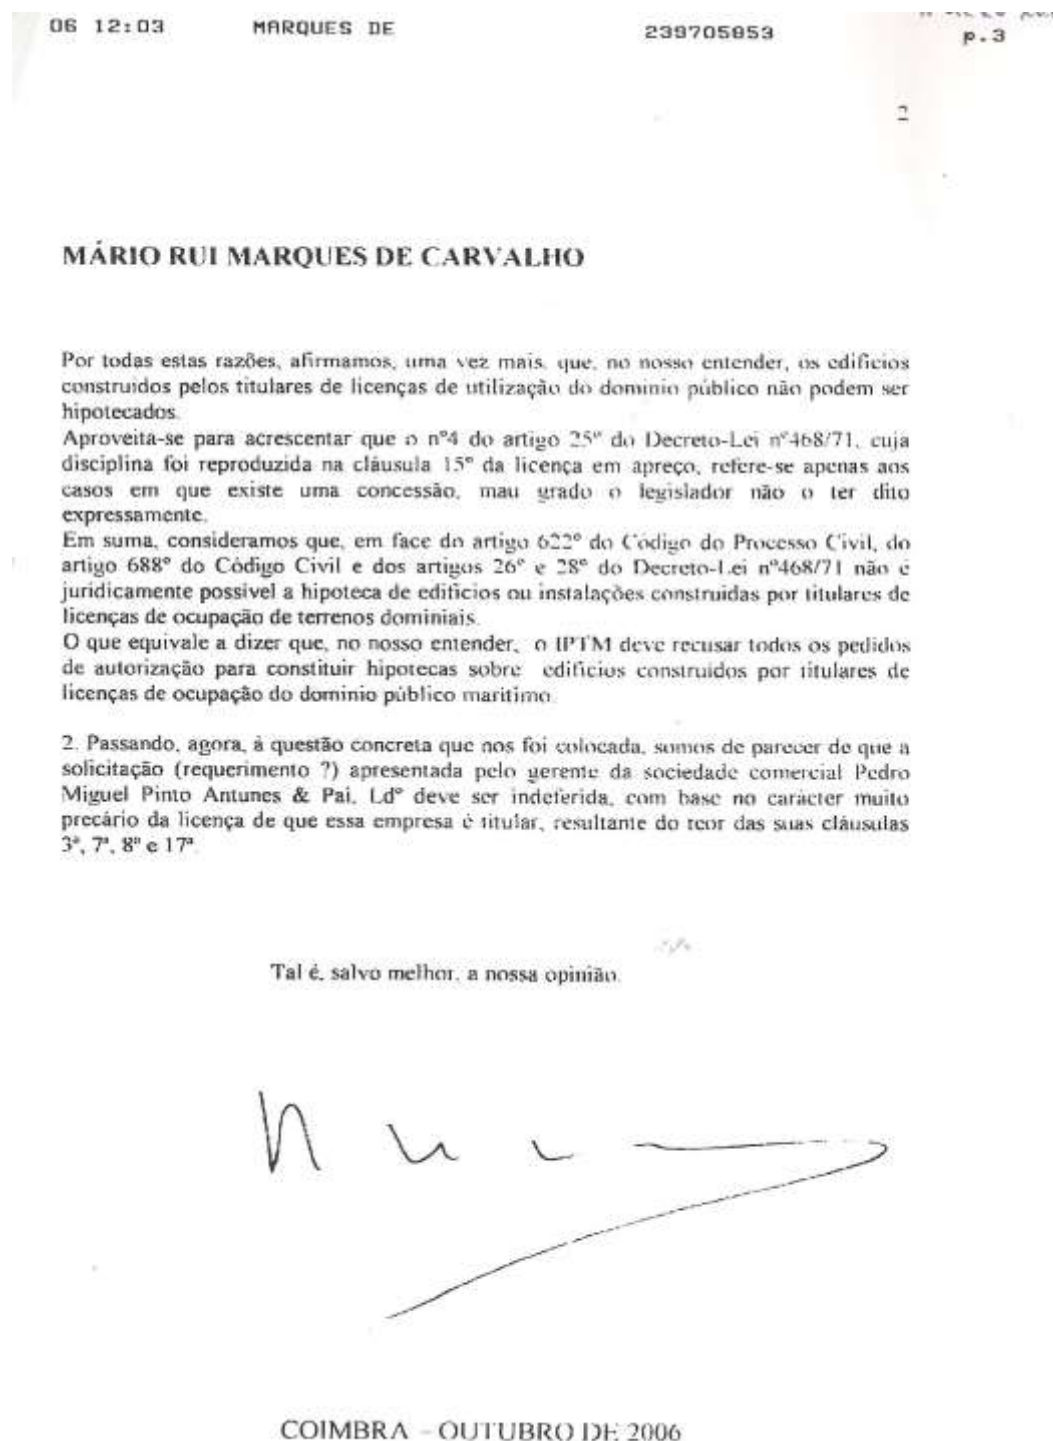 06 12:03 MARQUES DE 239705853 p.3
2
MÁRIO RUI MARQUES DE CARVALHO
Por todas estas razões, afirmamos, uma vez mais, que, no nosso entender, os edifícios
construidos pelos titulares de licenças de utilização do domínio público não podem ser
hipotecados.
Aproveita-se para acrescentar que o nº4 do artigo 25º do Decreto-Lei nº468/71, cuja
disciplina foi reproduzida na cláusula 15ª da licença em apreço, refere-se apenas aos
casos em que existe uma concessão, mau grado o legislador não o ter dito
expressamente.
Em suma, consideramos que, em face do artigo 622º do Código do Processo Civil, do
artigo 688º do Código Civil e dos artigos 26º e 28º do Decreto-Lei nº468/71 não é
juridicamente possível a hipoteca de edifícios ou instalações construidas por titulares de
licenças de ocupação de terrenos dominiais.
O que equivale a dizer que, no nosso entender, o IPTM deve recusar todos os pedidos
de autorização para constituir hipotecas sobre edifícios construídos por titulares de
licenças de ocupação do domínio público marítimo.
2. Passando, agora, à questão concreta que nos foi colocada, somos de parecer de que a
solicitação (requerimento ?) apresentada pelo gerente da sociedade comercial Pedro
Miguel Pinto Antunes & Pai, Ldª deve ser indeferida, com base no carácter muito
precário da licença de que essa empresa é titular, resultante do teor das suas cláusulas
3ª, 7ª, 8ª e 17ª.
Tal é, salvo melhor, a nossa opinião.
COIMBRA – OUTUBRO DE 2006